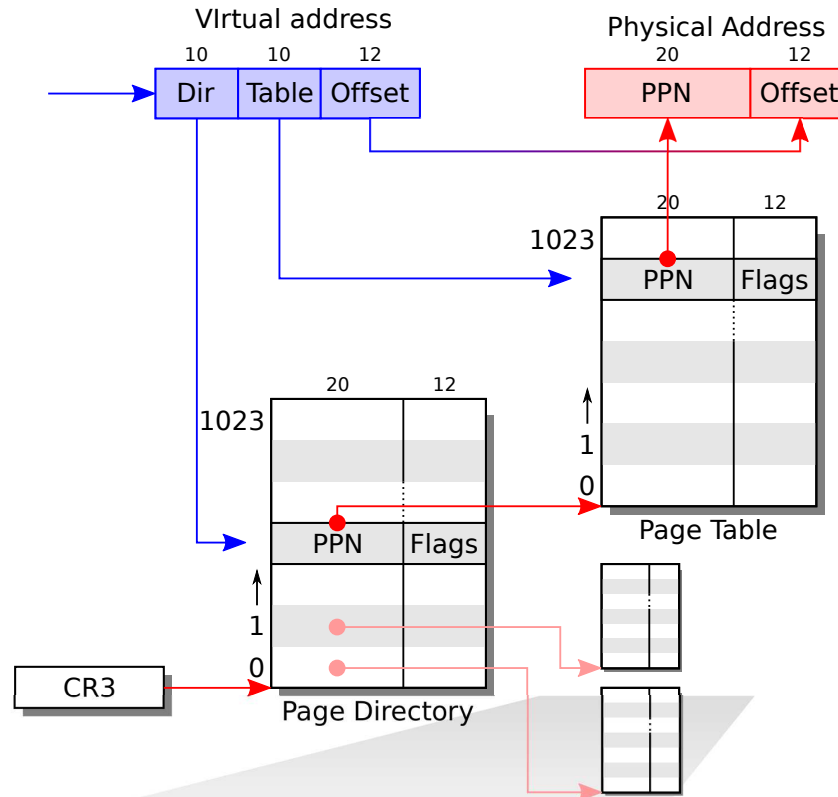 VIrtual address
10 10 12
Dir Table Offset
Physical Address
20 12
PPN Offset
20 12
1023
PPN Flags
1
0
Page Table
20 12
1023
PPN Flags
1
0
Page Directory
CR3